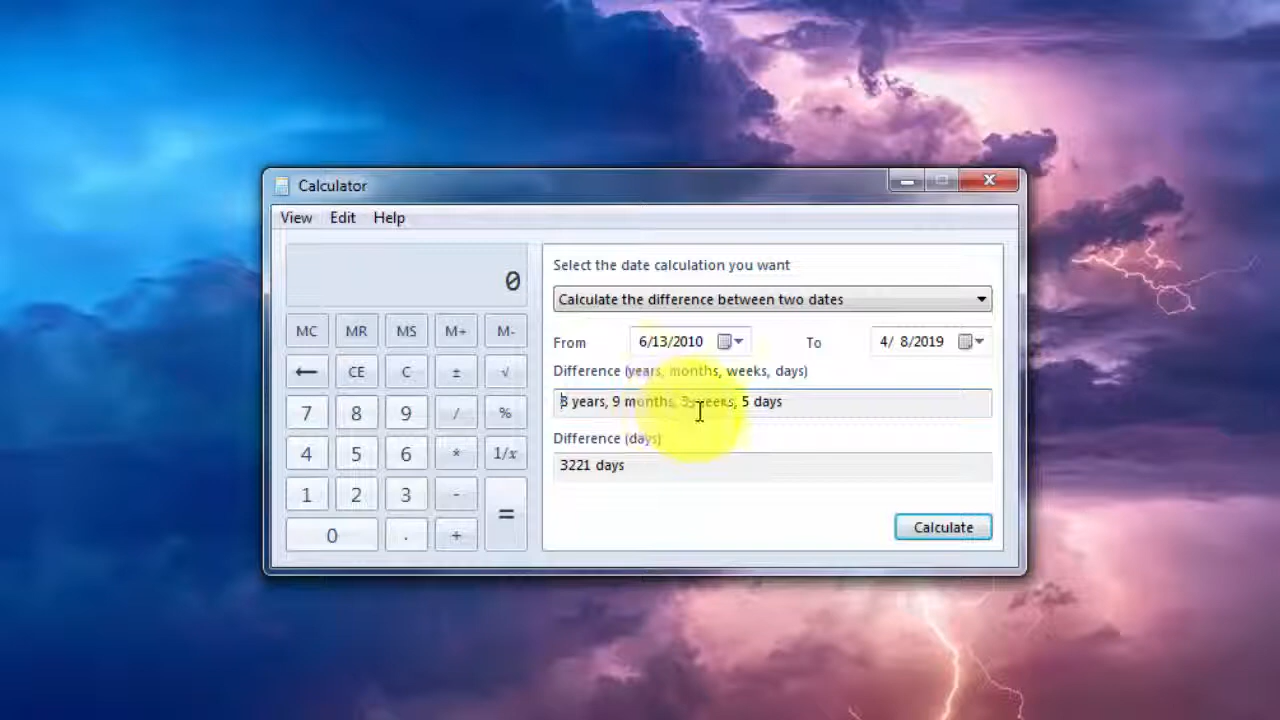 Calculator
View Edit Help
0
MC MR MS M+ M-
← CE C ± √
7 8 9 / %
4 5 6 * 1/x
1 2 3 - =
0 . +
Select the date calculation you want
Calculate the difference between two dates
From 6/13/2010 To 4/ 8/2019
Difference (years, months, weeks, days)
8 years, 9 months, 3 weeks, 5 days
Difference (days)
3221 days
Calculate